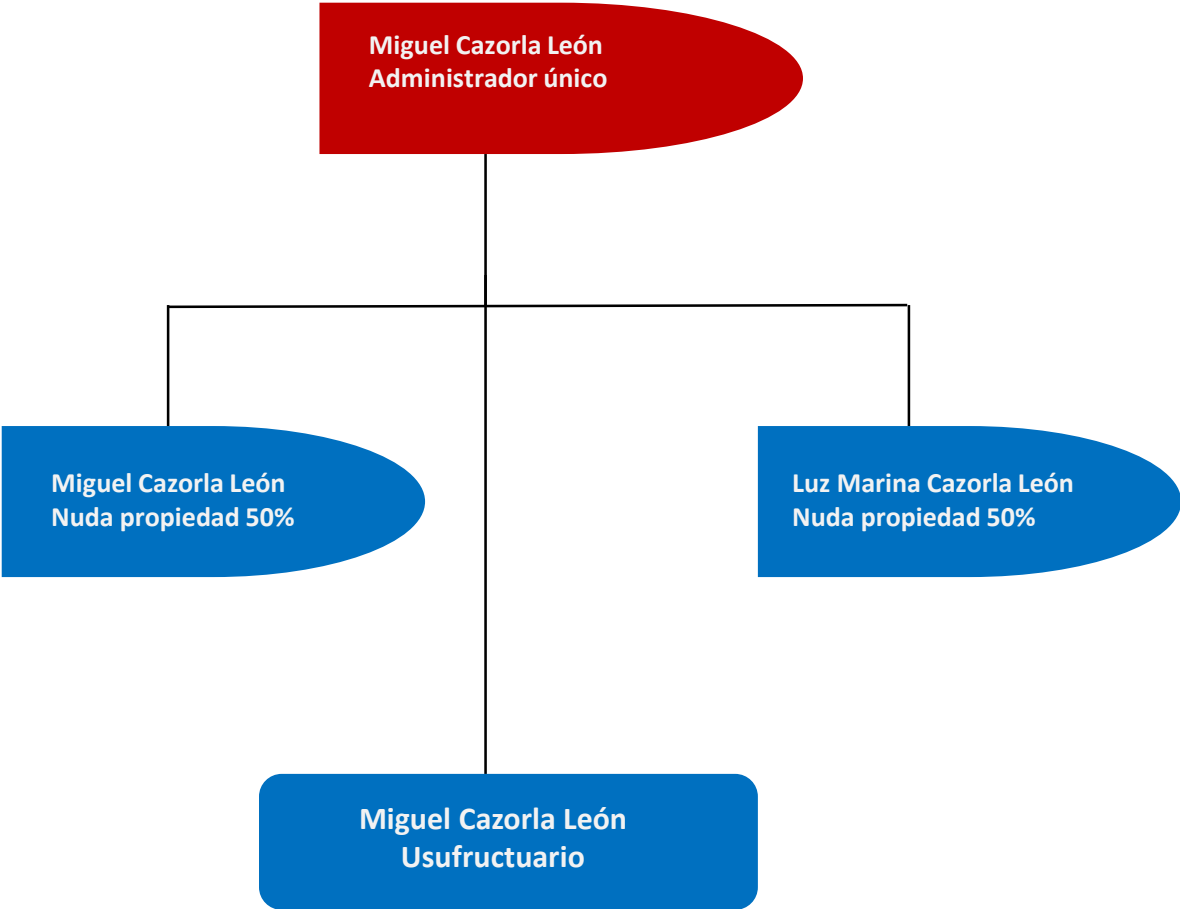 Miguel Cazorla León
Administrador único
Miguel Cazorla León
Nuda propiedad 50%
Luz Marina Cazorla León
Nuda propiedad 50%
Miguel Cazorla León
Usufructuario